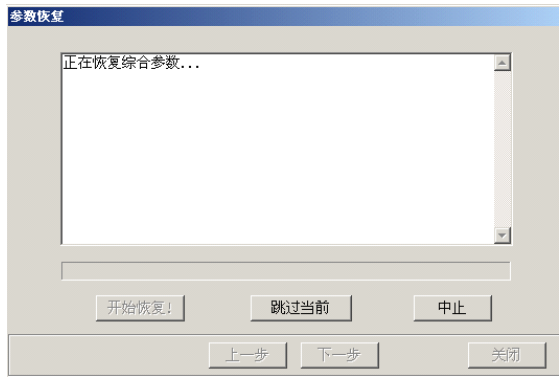 参数恢复
正在恢复综合参数...
开始恢复! 跳过当前 中止
上一步 下一步 关闭